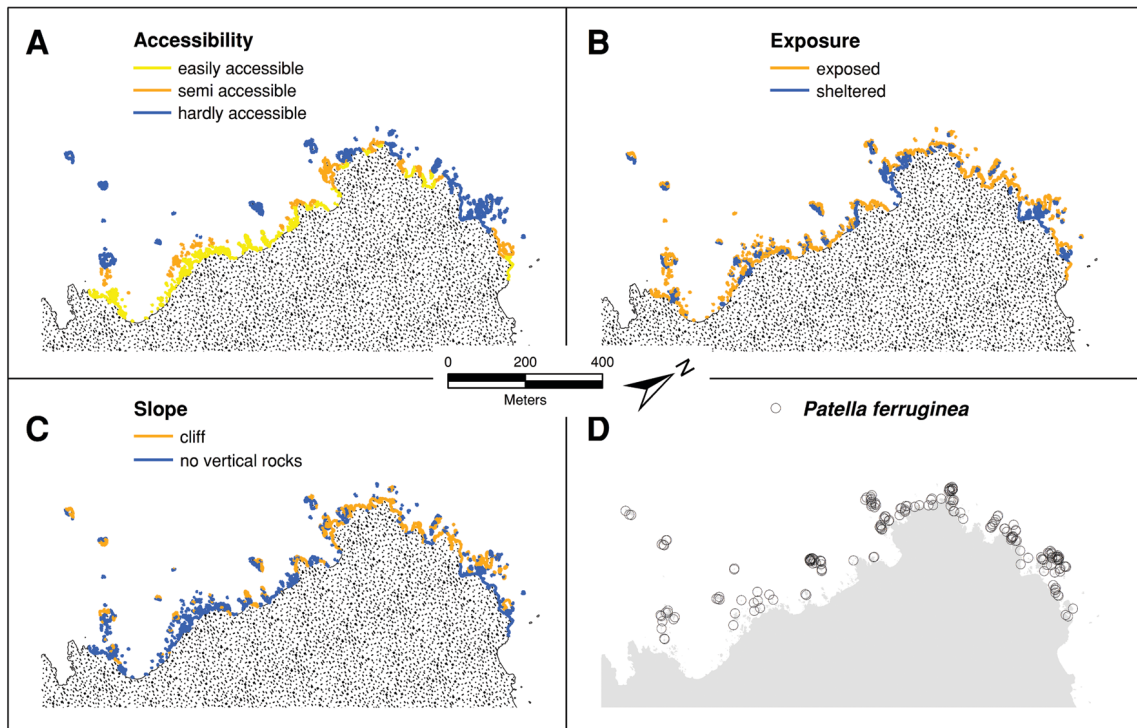 A
Accessibility
easily accessible
semi accessible
hardly accessible
B
Exposure
exposed
sheltered
0 200 400
Meters
N
C
Slope
cliff
no vertical rocks
D
Patella ferruginea